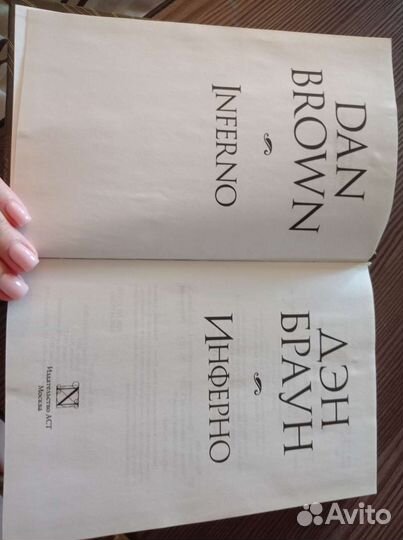 DAN
BROWN
INFERNO
ДЭН
БРАУН
ИНФЕРНО
Издательство АСТ
Москва
Avito